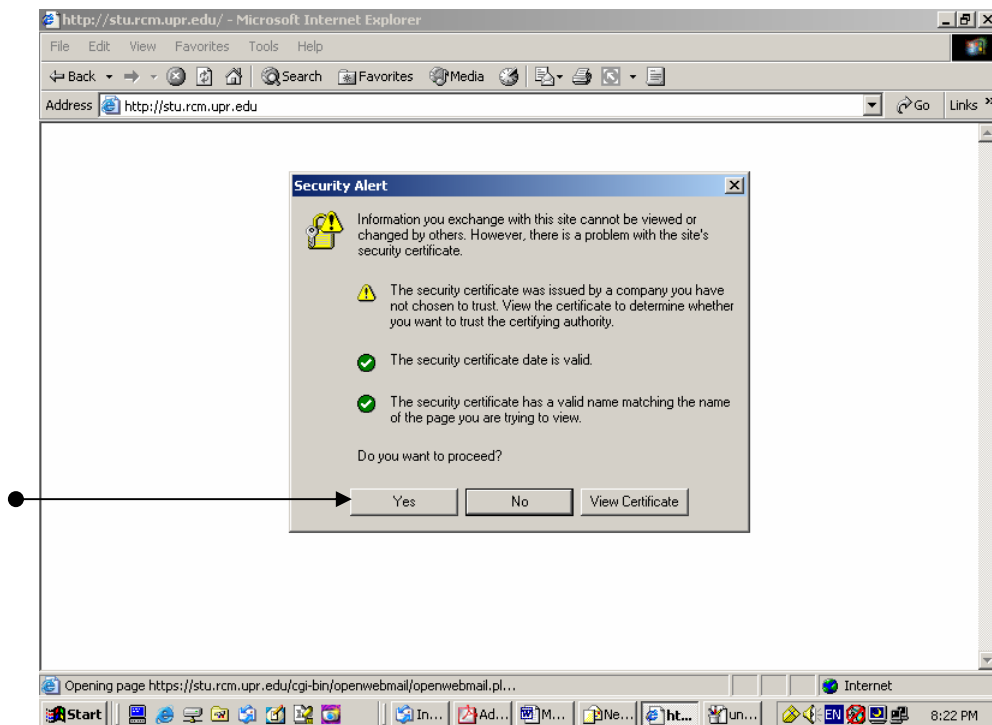 http://stu.rcm.upr.edu/ - Microsoft Internet Explorer
File Edit View Favorites Tools Help
Back Search Favorites Media
Address http://stu.rcm.upr.edu Go Links »
Security Alert
Information you exchange with this site cannot be viewed or
changed by others. However, there is a problem with the site's
security certificate.
The security certificate was issued by a company you have
not chosen to trust. View the certificate to determine whether
you want to trust the certifying authority.
The security certificate date is valid.
The security certificate has a valid name matching the name
of the page you are trying to view.
Do you want to proceed?
Yes No View Certificate
Opening page https://stu.rcm.upr.edu/cgi-bin/openwebmail/openwebmail.pl... Internet
Start In... Ad... M... Ne... ht... un... EN 8:22 PM